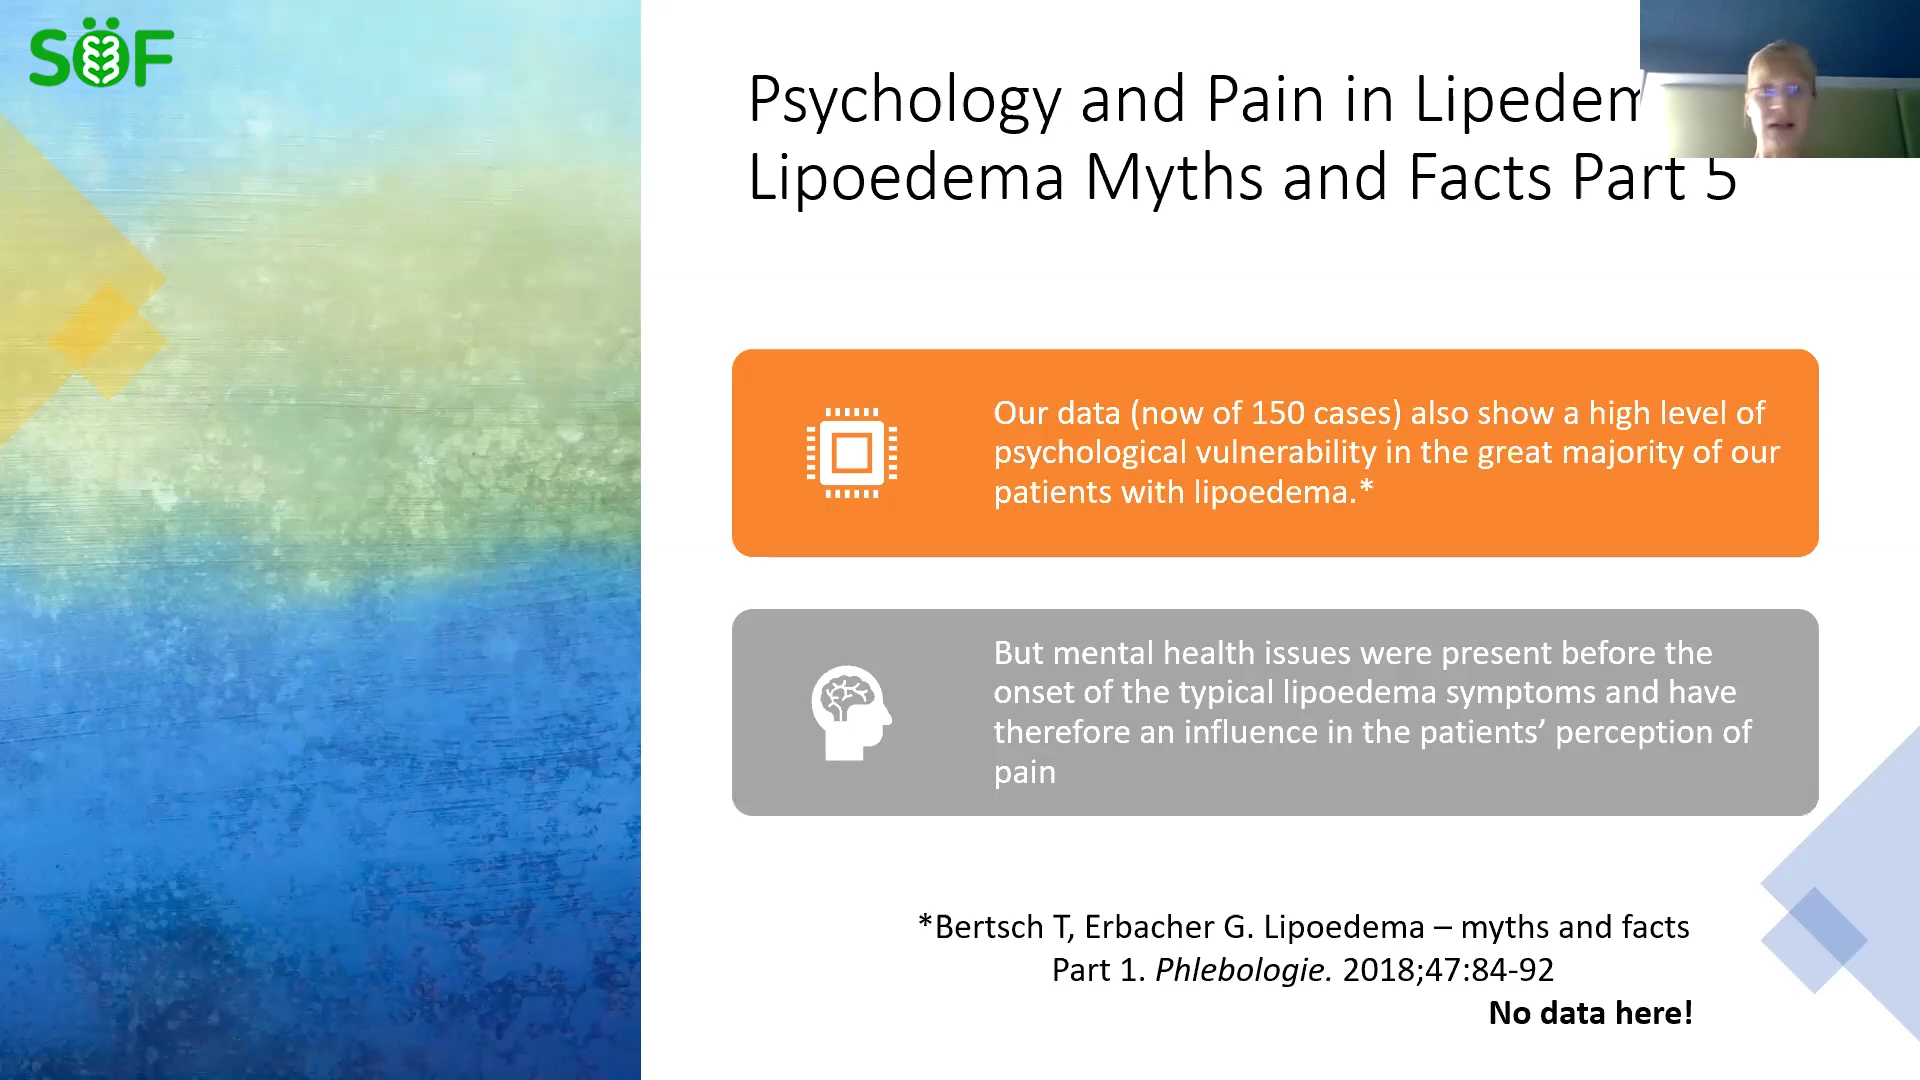 SÖF
Psychology and Pain in Lipedem
Lipoedema Myths and Facts Part 5
Our data (now of 150 cases) also show a high level of
psychological vulnerability in the great majority of our
patients with lipoedema.*
But mental health issues were present before the
onset of the typical lipoedema symptoms and have
therefore an influence in the patients’ perception of
pain
*Bertsch T, Erbacher G. Lipoedema – myths and facts
Part 1. Phlebologie. 2018;47:84-92
No data here!